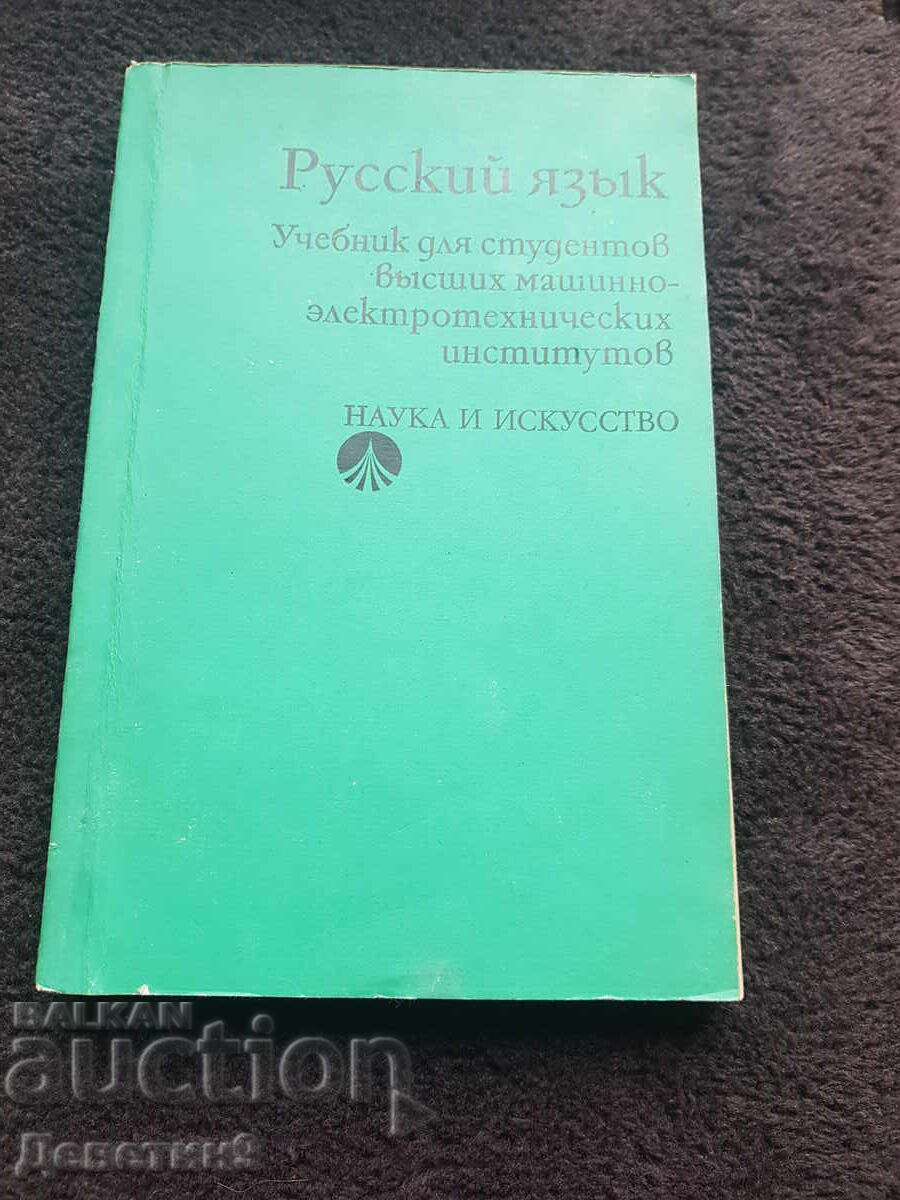 Русский язык
Учебник для студентов
высших машинно-
электротехнических
институтов
НАУКА И ИСКУССТВО
BALKAN
auction
Деветин9